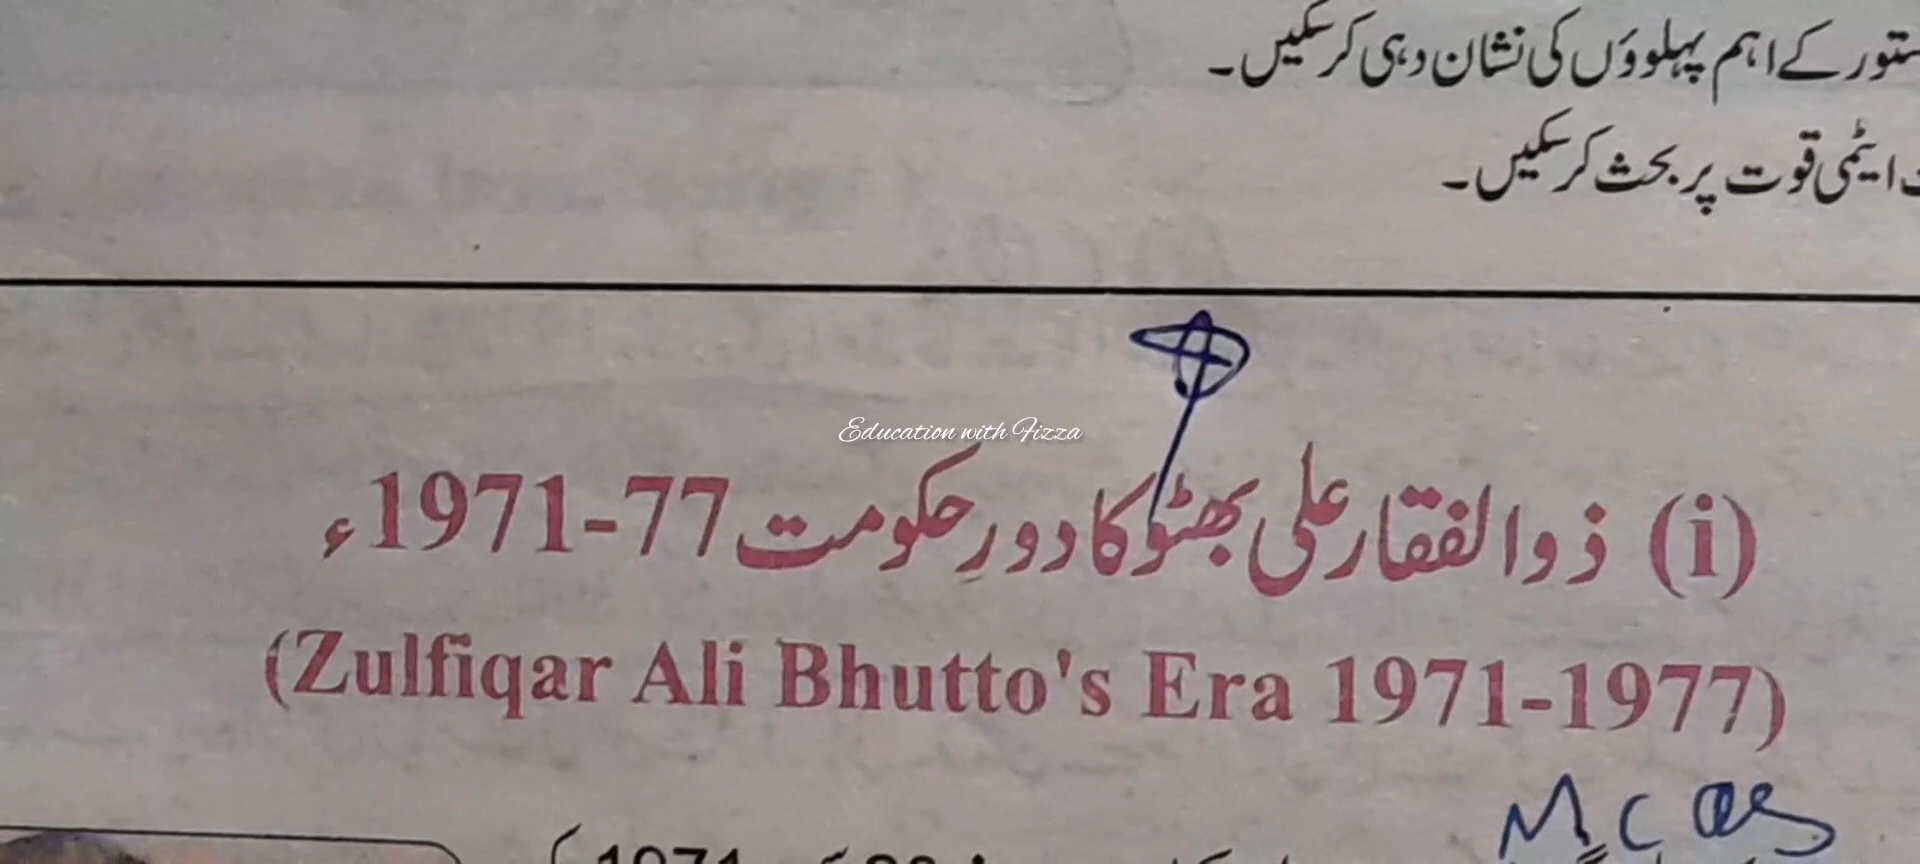 ستور کے اہم پہلوؤں کی نشان دہی کر سکیں۔
ایٹمی قوت پر بحث کر سکیں۔
Education with Fizza
(i) ذوالفقار علی بھٹو کا دورِ حکومت 77-1971ء
(Zulfiqar Ali Bhutto's Era 1971-1977)